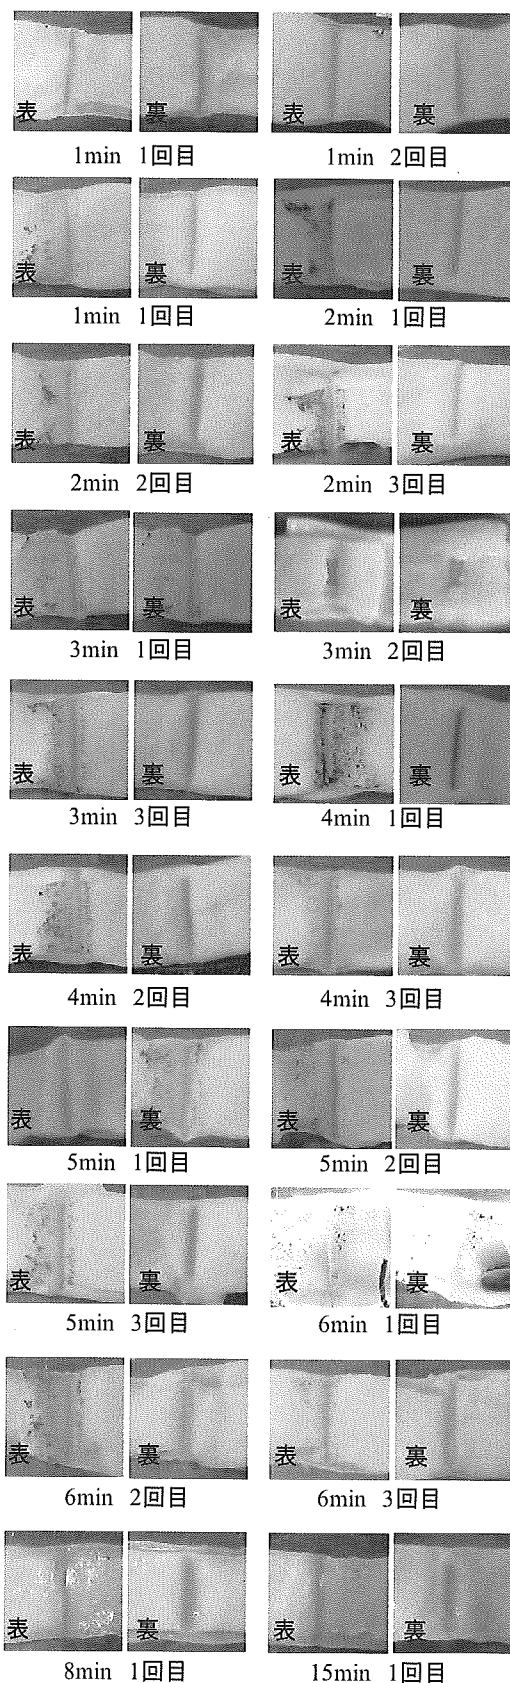 表 裏 表 裏
1min 1回目 1min 2回目
表 裏 表 裏
1min 1回目 2min 1回目
表 裏 表 裏
2min 2回目 2min 3回目
表 裏 表 裏
3min 1回目 3min 2回目
表 裏 表 裏
3min 3回目 4min 1回目
表 裏 表 裏
4min 2回目 4min 3回目
表 裏 表 裏
5min 1回目 5min 2回目
表 裏 表 裏
5min 3回目 6min 1回目
表 裏 表 裏
6min 2回目 6min 3回目
表 裏 表 裏
8min 1回目 15min 1回目